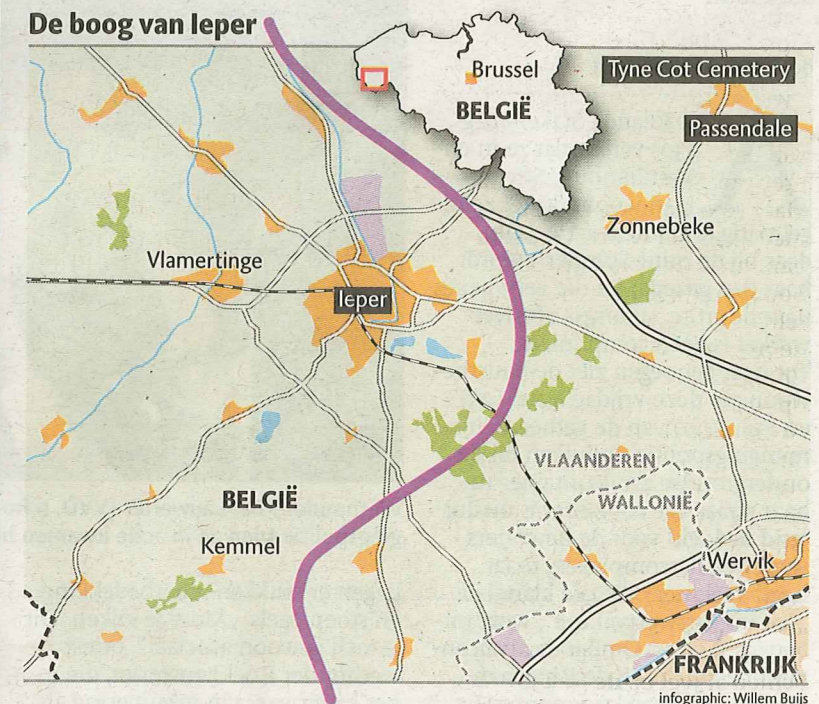 De boog van Ieper
Brussel
BELGIË
Tyne Cot Cemetery
Passendale
Zonnebeke
Vlamertinge
Ieper
VLAANDEREN
WALLONIË
BELGIË
Kemmel
Wervik
FRANKRIJK
infographic: Willem Buijs